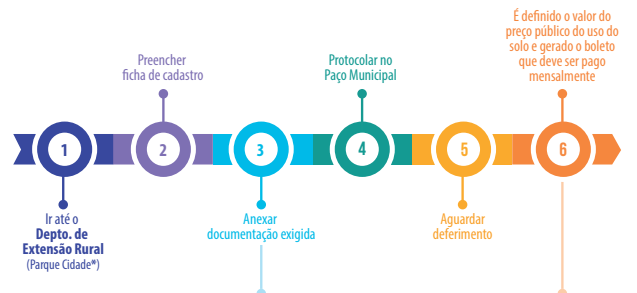 1
Ir até o
Depto. de
Extensão Rural
(Parque Cidade*)
2
Preencher
ficha de cadastro
3
Anexar
documentação exigida
4
Protocolar no
Paço Municipal
5
Aguardar
deferimento
6
É definido o valor do
preço público do uso do
solo e gerado o boleto
que deve ser pago
mensalmente